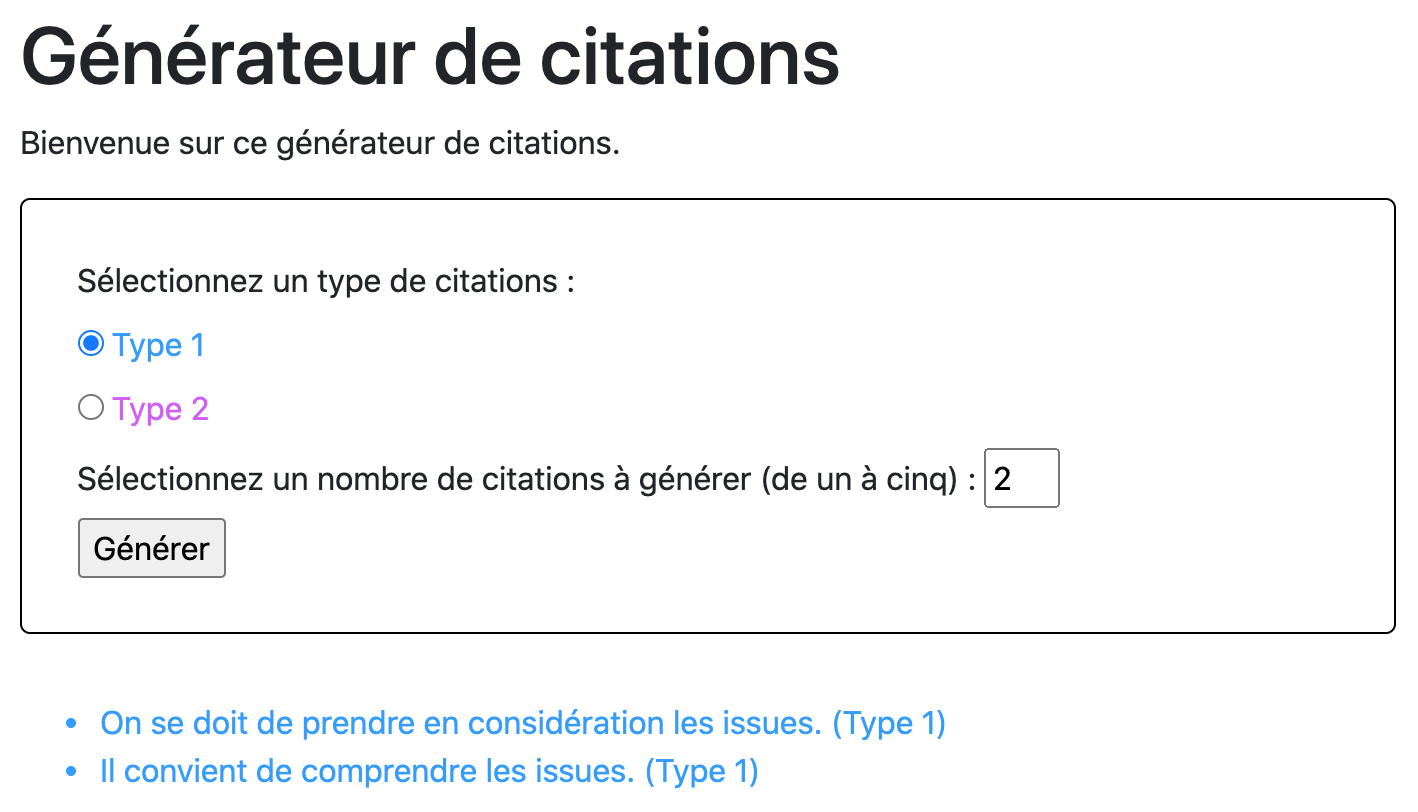 Générateur de citations
Bienvenue sur ce générateur de citations.
Sélectionnez un type de citations :
Type 1
Type 2
Sélectionnez un nombre de citations à générer (de un à cinq) : 2
Générer
On se doit de prendre en considération les issues. (Type 1)
Il convient de comprendre les issues. (Type 1)